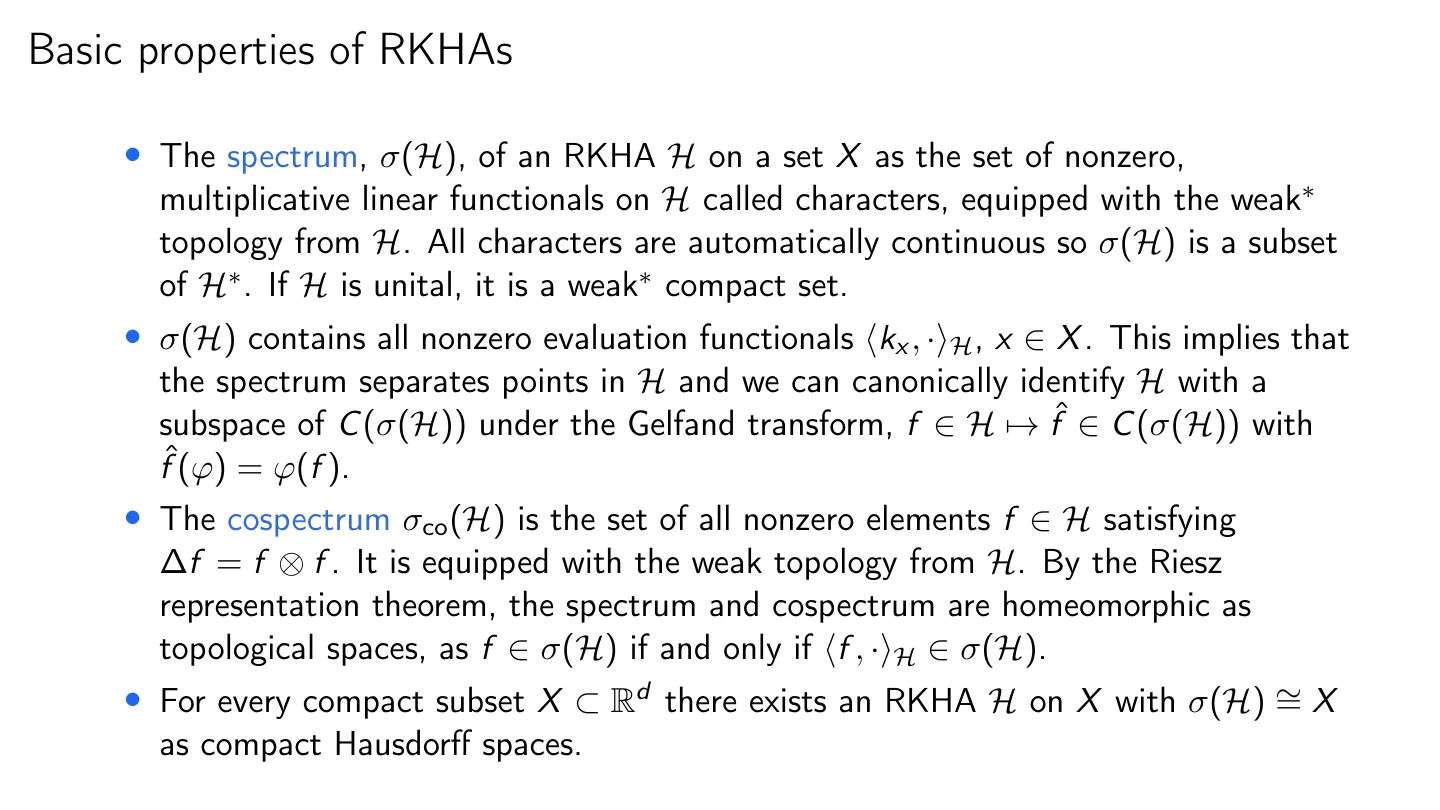 Basic properties of RKHAs
• The spectrum, σ(ℋ), of an RKHA ℋ on a set X as the set of nonzero,
multiplicative linear functionals on ℋ called characters, equipped with the weak*
topology from ℋ. All characters are automatically continuous so σ(ℋ) is a subset
of ℋ*. If ℋ is unital, it is a weak* compact set.
• σ(ℋ) contains all nonzero evaluation functionals ⟨kₓ, ·⟩_ℋ, x ∈ X. This implies that
the spectrum separates points in ℋ and we can canonically identify ℋ with a
subspace of C(σ(ℋ)) under the Gelfand transform, f ∈ ℋ ↦ f̂ ∈ C(σ(ℋ)) with
f̂(φ) = φ(f).
• The cospectrum σ_co(ℋ) is the set of all nonzero elements f ∈ ℋ satisfying
Δf = f ⊗ f. It is equipped with the weak topology from ℋ. By the Riesz
representation theorem, the spectrum and cospectrum are homeomorphic as
topological spaces, as f ∈ σ(ℋ) if and only if ⟨f, ·⟩_ℋ ∈ σ(ℋ).
• For every compact subset X ⊂ ℝᵈ there exists an RKHA ℋ on X with σ(ℋ) ≅ X
as compact Hausdorff spaces.